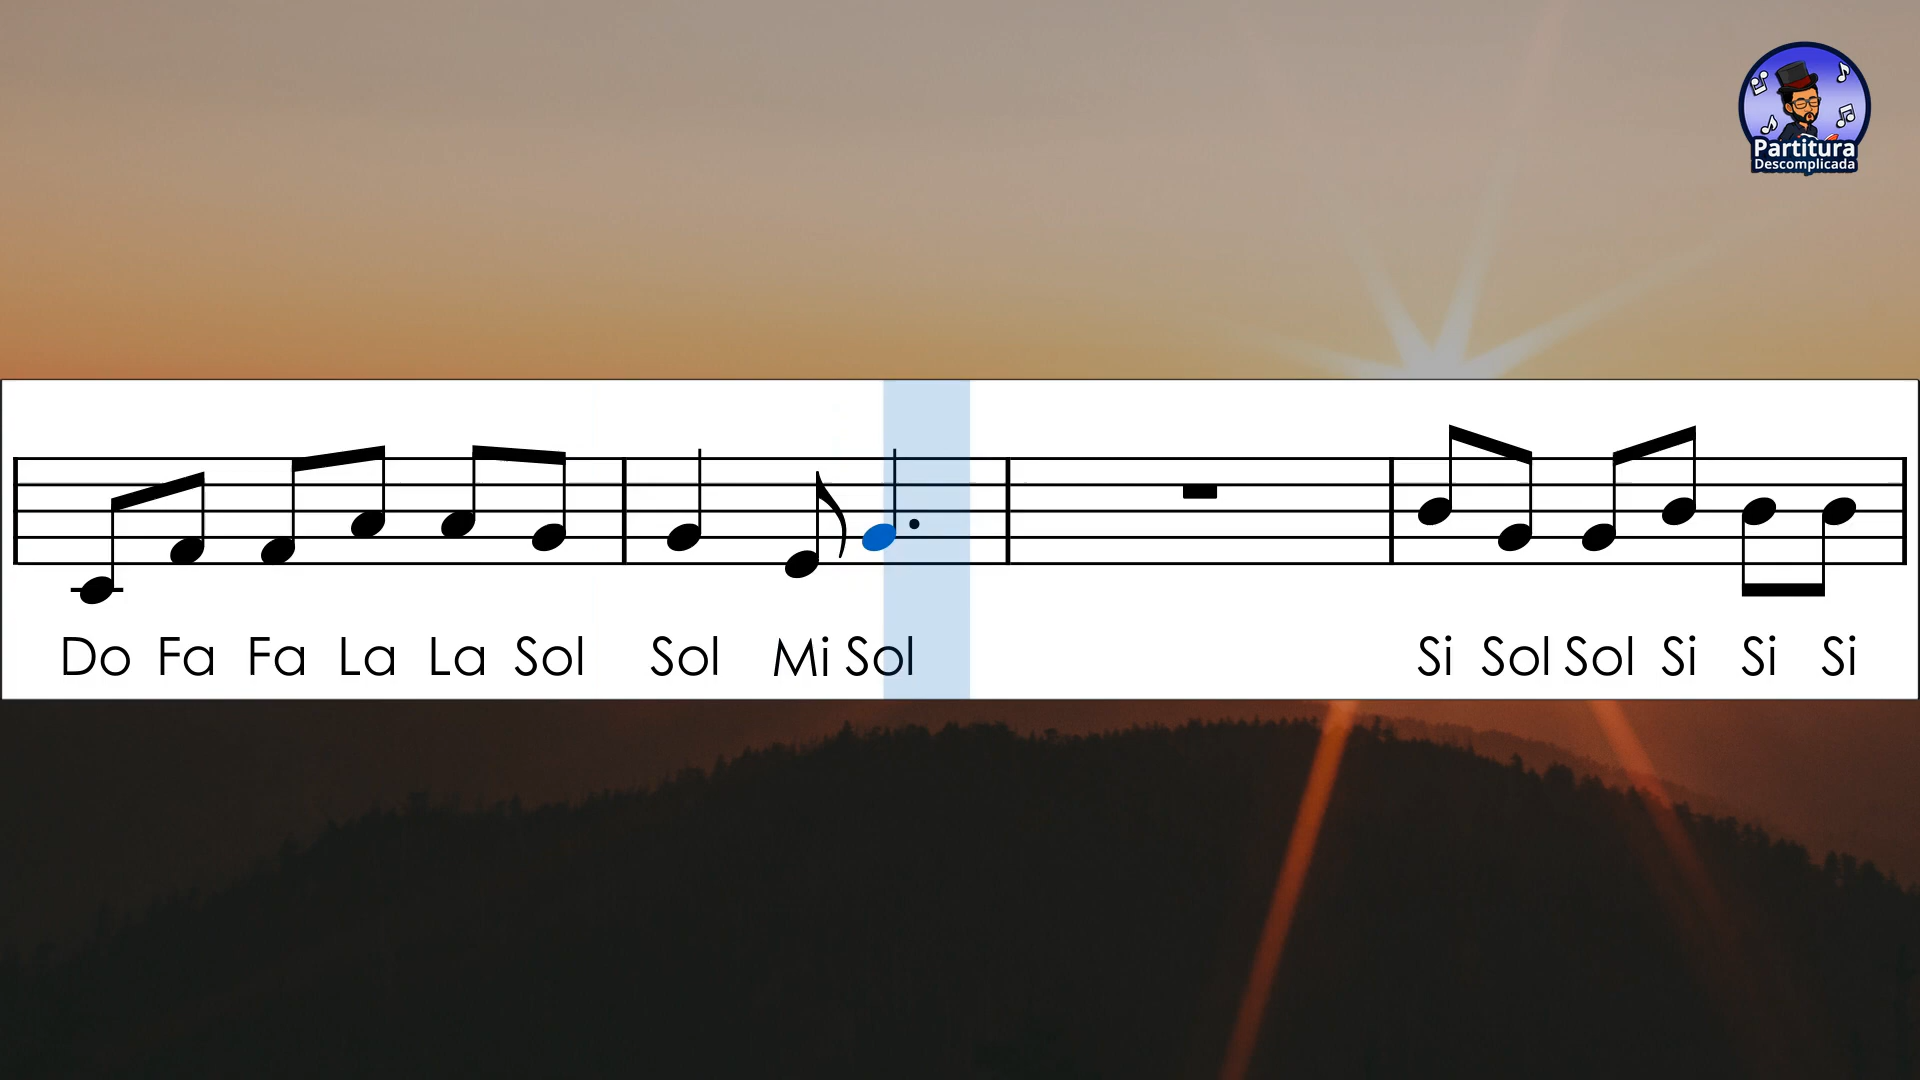 Partitura
Descomplicada
Do Fa Fa La La Sol Sol Mi Sol Si Sol Sol Si Si Si